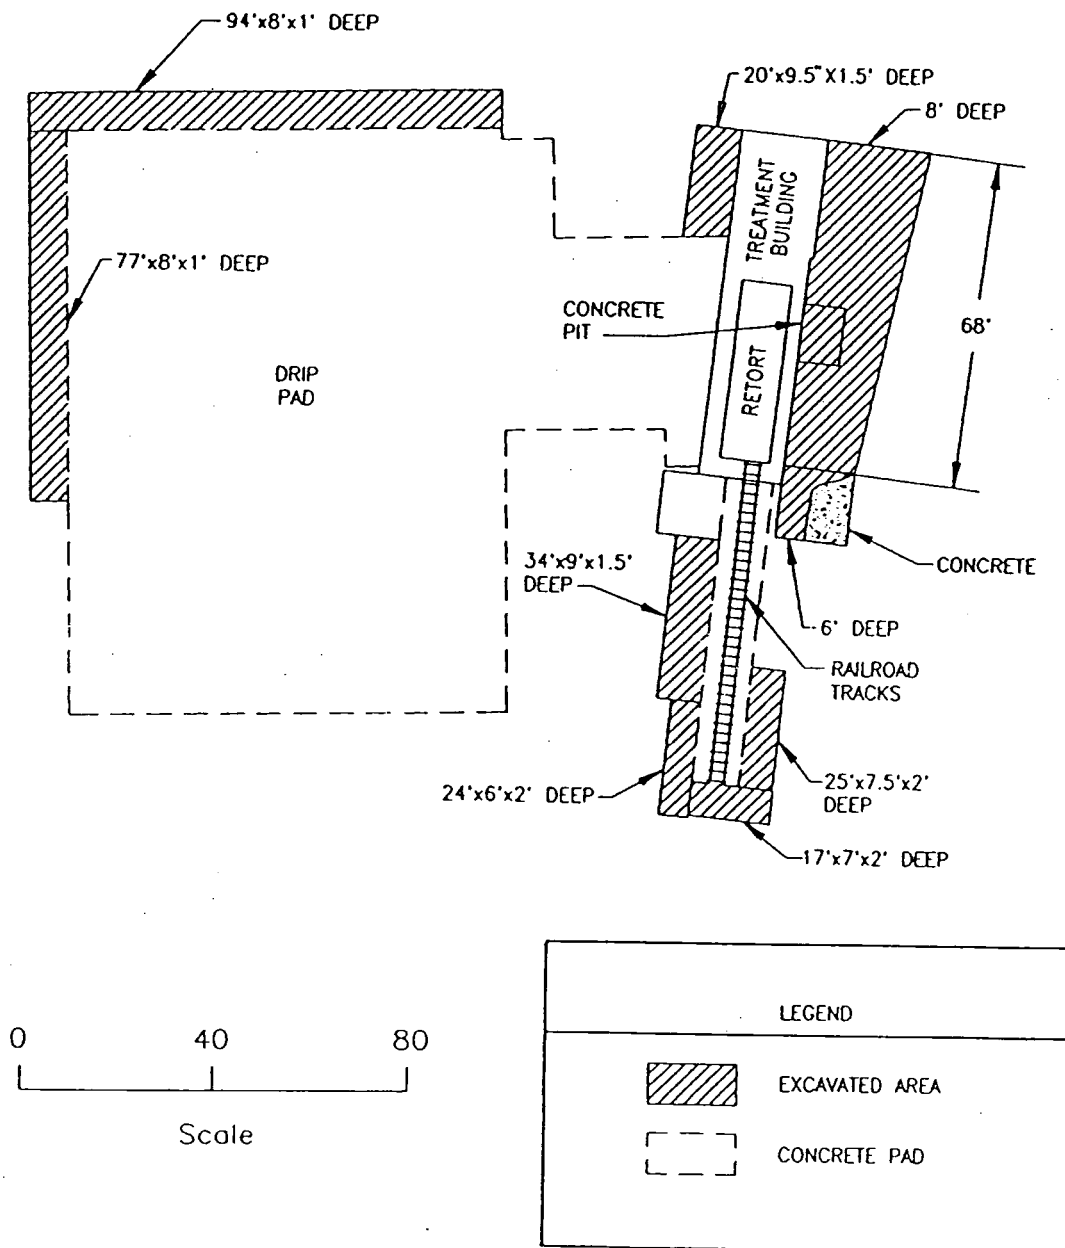 94'x8'x1' DEEP
20'x9.5"X1.5' DEEP
8' DEEP
TREATMENT
BUILDING
77'x8'x1' DEEP
CONCRETE
PIT
68'
DRIP
PAD
RETORT
34'x9'x1.5'
DEEP
CONCRETE
6' DEEP
RAILROAD
TRACKS
24'x6'x2' DEEP
25'x7.5'x2'
DEEP
17'x7'x2' DEEP
0 40 80
Scale
LEGEND
EXCAVATED AREA
CONCRETE PAD